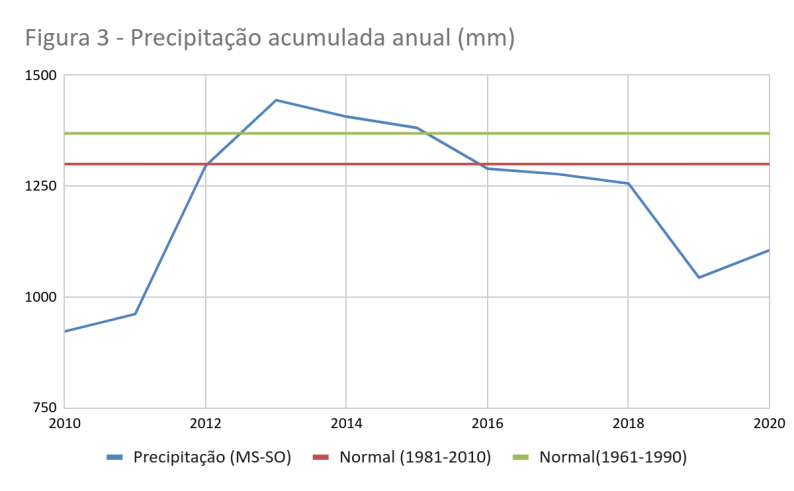 Figura 3 - Precipitação acumulada anual (mm)
1500
1250
1000
750
2010 2012 2014 2016 2018 2020
Precipitação (MS-SO) Normal (1981-2010) Normal(1961-1990)